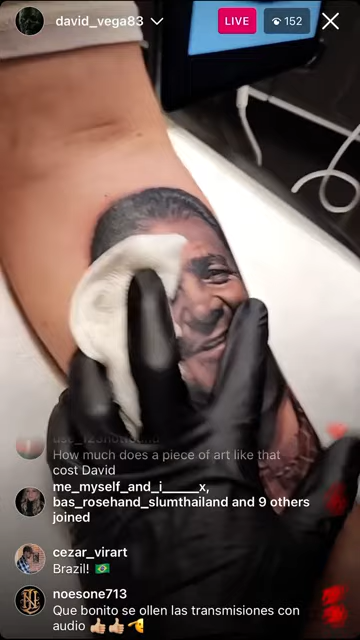 david_vega83
LIVE
152
How much does a piece of art like that
cost David
me_myself_and_i_____x,
bas_rosehand_slumthailand and 9 others
joined
cezar_virart
Brazil! 🇧🇷
noesone713
Que bonito se ollen las transmisiones con
audio 👍🏼👍🏼🫡